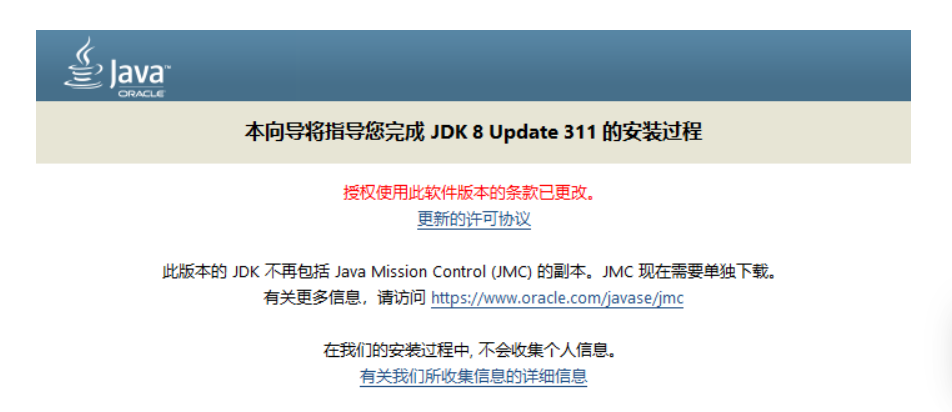 Java™
ORACLE
本向导将指导您完成 JDK 8 Update 311 的安装过程
授权使用此软件版本的条款已更改。
更新的许可协议
此版本的 JDK 不再包括 Java Mission Control (JMC) 的副本。JMC 现在需要单独下载。
有关更多信息，请访问 https://www.oracle.com/javase/jmc
在我们的安装过程中, 不会收集个人信息。
有关我们所收集信息的详细信息